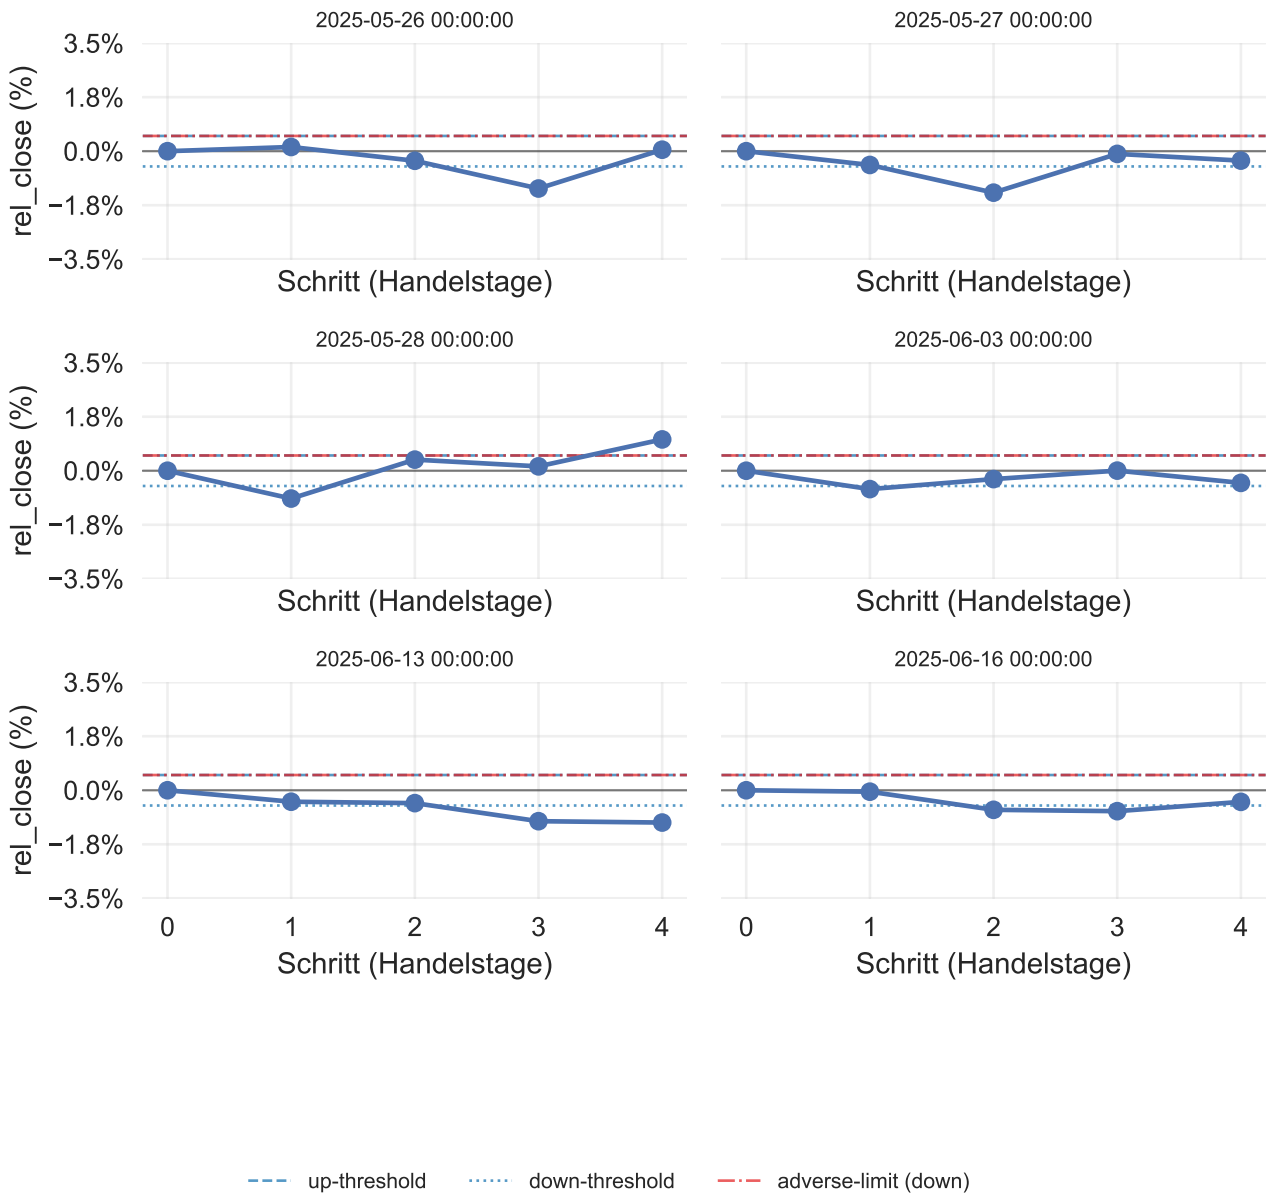 2025-05-26 00:00:00
2025-05-27 00:00:00
3.5%
1.8%
0.0%
−1.8%
−3.5%
rel_close (%)
Schritt (Handelstage)
Schritt (Handelstage)
2025-05-28 00:00:00
2025-06-03 00:00:00
3.5%
1.8%
0.0%
−1.8%
−3.5%
rel_close (%)
Schritt (Handelstage)
Schritt (Handelstage)
2025-06-13 00:00:00
2025-06-16 00:00:00
3.5%
1.8%
0.0%
−1.8%
−3.5%
rel_close (%)
0 1 2 3 4
0 1 2 3 4
Schritt (Handelstage)
Schritt (Handelstage)
up-threshold down-threshold adverse-limit (down)